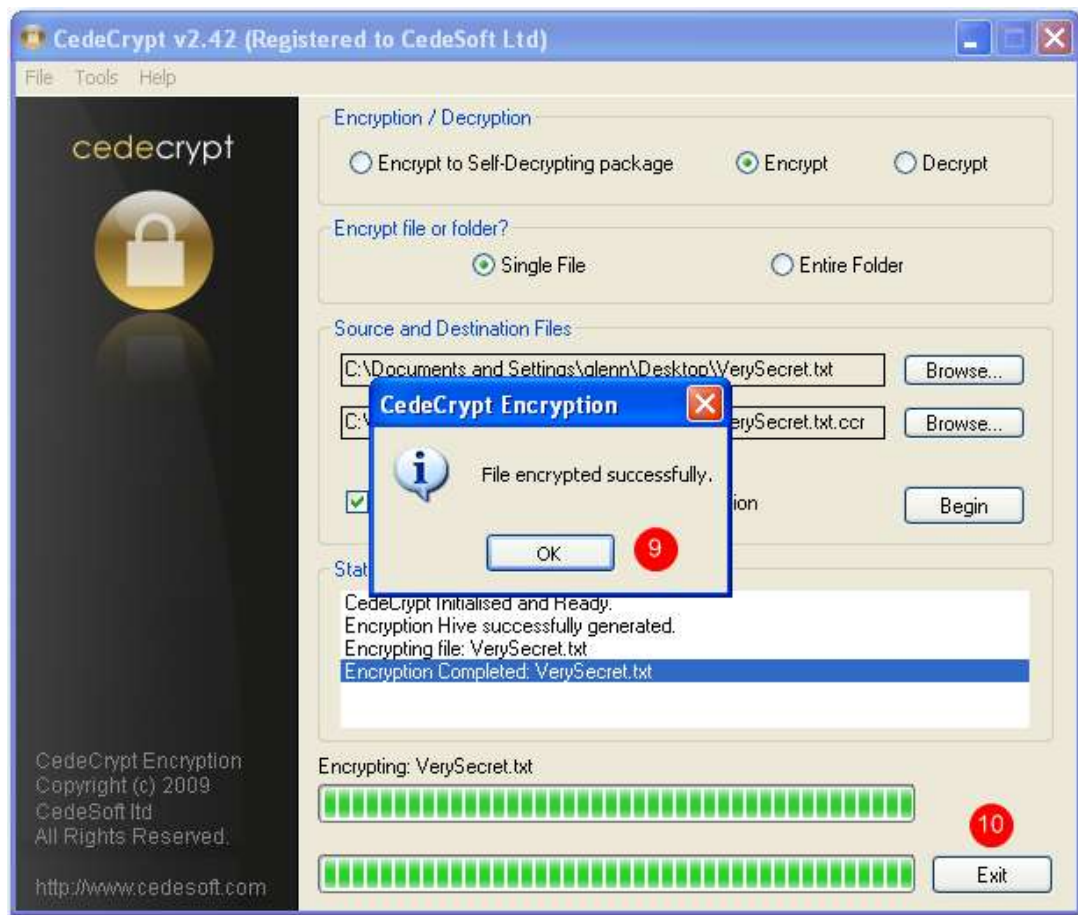 CedeCrypt v2.42 (Registered to CedeSoft Ltd)
File Tools Help
cedecrypt
Encryption / Decryption
Encrypt to Self-Decrypting package
Encrypt
Decrypt
Encrypt file or folder?
Single File
Entire Folder
Source and Destination Files
C:\Documents and Settings\glenn\Desktop\VerySecret.txt
Browse...
CedeCrypt Encryption
erySecret.txt.ccr
Browse...
File encrypted successfully.
Begin
OK
9
CedeCrypt Initialised and Ready.
Encryption Hive successfully generated.
Encrypting file: VerySecret.txt
Encryption Completed: VerySecret.txt
CedeCrypt Encryption
Copyright (c) 2009
CedeSoft ltd
All Rights Reserved.
http://www.cedesoft.com
Encrypting: VerySecret.txt
10
Exit